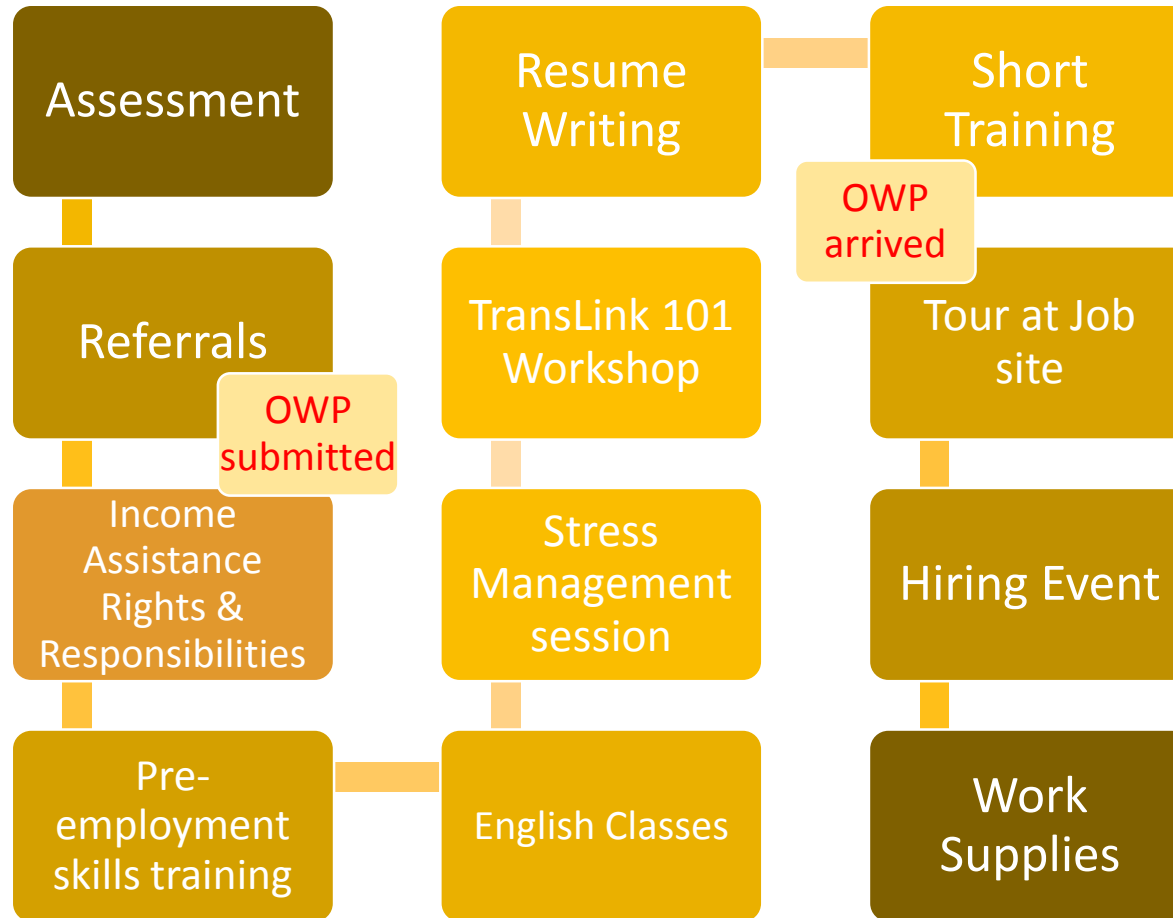 Assessment
Referrals
OWP
submitted
Income
Assistance
Rights &
Responsibilities
Pre-
employment
skills training
English Classes
Stress
Management
session
TransLink 101
Workshop
Resume
Writing
Short
Training
OWP
arrived
Tour at Job
site
Hiring Event
Work
Supplies